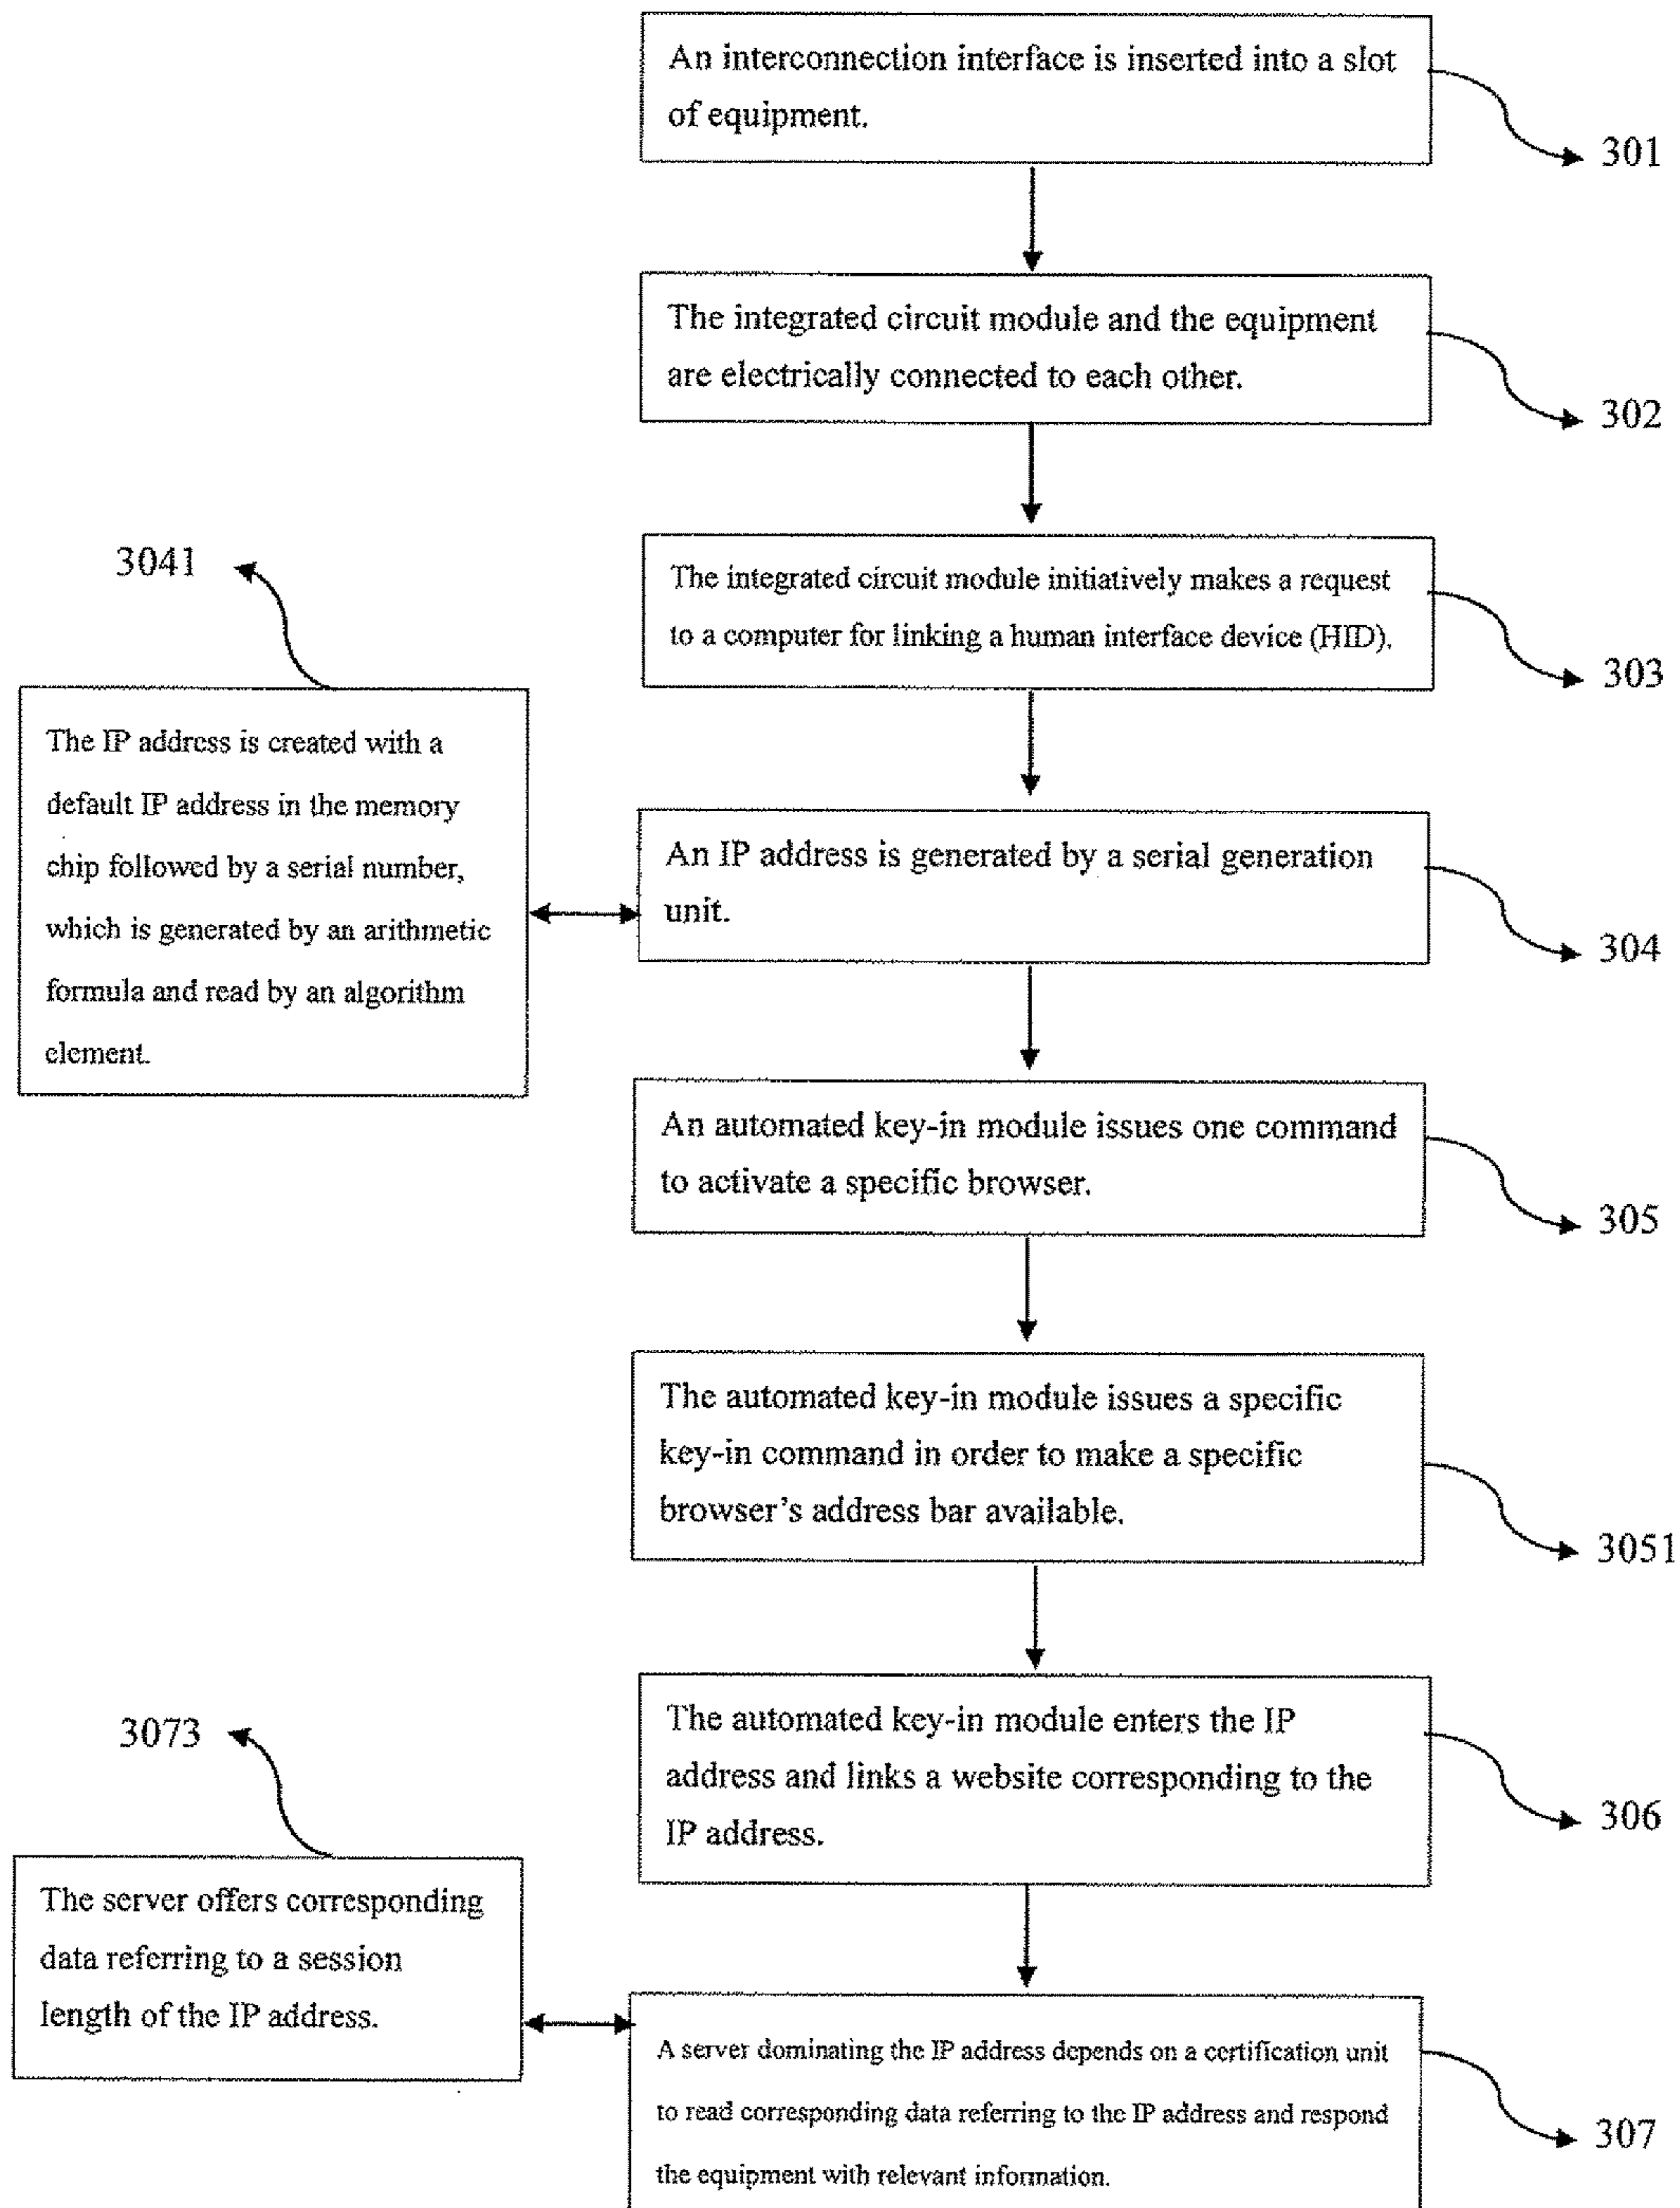 An interconnection interface is inserted into a slot
of equipment.
301
The integrated circuit module and the equipment
are electrically connected to each other.
302
The integrated circuit module initiatively makes a request
to a computer for linking a human interface device (HID).
303
3041
The IP address is created with a
default IP address in the memory
chip followed by a serial number,
which is generated by an arithmetic
formula and read by an algorithm
element.
An IP address is generated by a serial generation
unit.
304
An automated key-in module issues one command
to activate a specific browser.
305
The automated key-in module issues a specific
key-in command in order to make a specific
browser’s address bar available.
3051
The automated key-in module enters the IP
address and links a website corresponding to the
IP address.
306
3073
The server offers corresponding
data referring to a session
length of the IP address.
A server dominating the IP address depends on a certification unit
to read corresponding data referring to the IP address and respond
the equipment with relevant information.
307